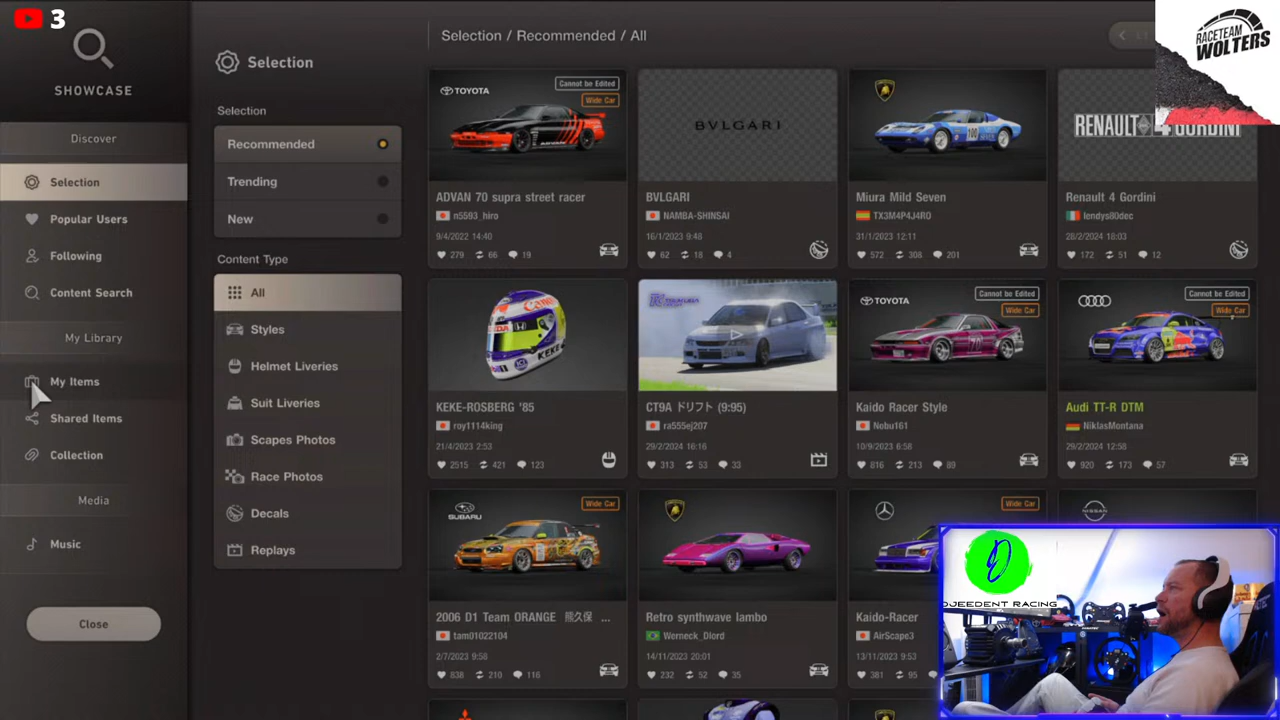 3
SHOWCASE
Discover
Selection
Popular Users
Following
Content Search
My Library
My Items
Shared Items
Collection
Media
Music
Close
Selection
Selection
Recommended
Trending
New
Content Type
All
Styles
Helmet Liveries
Suit Liveries
Scapes Photos
Race Photos
Decals
Replays
Selection / Recommended / All
RACETEAM
WOLTERS
TOYOTA
Cannot be Edited
Wide Car
ADVAN 70 supra street racer
n5593_hiro
9/4/2022 14:40
279 66 19
BVLGARI
BVLGARI
NAMBA-SHINSAI
16/1/2023 9:48
62 18 4
Miura Mild Seven
TX3M4P4J4RO
31/1/2023 12:11
572 308 201
RENAULT 4 GORDINI
Renault 4 Gordini
lendys80dec
28/2/2024 18:03
172 51 12
Canon
KEKE
KEKE-ROSBERG '85
roy1114king
21/4/2023 2:53
2515 421 123
CT9A ドリフト (9:95)
ra555ej207
29/2/2024 16:16
313 53 33
TOYOTA
Cannot be Edited
Wide Car
Kaido Racer Style
Nebu161
10/9/2023 6:58
816 213 89
Cannot be Edited
Wide Car
Audi TT-R DTM
NiklasMontana
29/2/2024 12:58
920 173 57
SUBARU
Wide Car
2006 D1 Team ORANGE 熊久保 ...
tam01022104
2/7/2023 9:58
838 210 116
Retro synthwave lambo
Werneck_Dlord
14/11/2023 20:01
232 52 35
Wide Car
Kaido-Racer
AirScape3
13/11/2023 9:53
381 95
DJEEDENT RACING